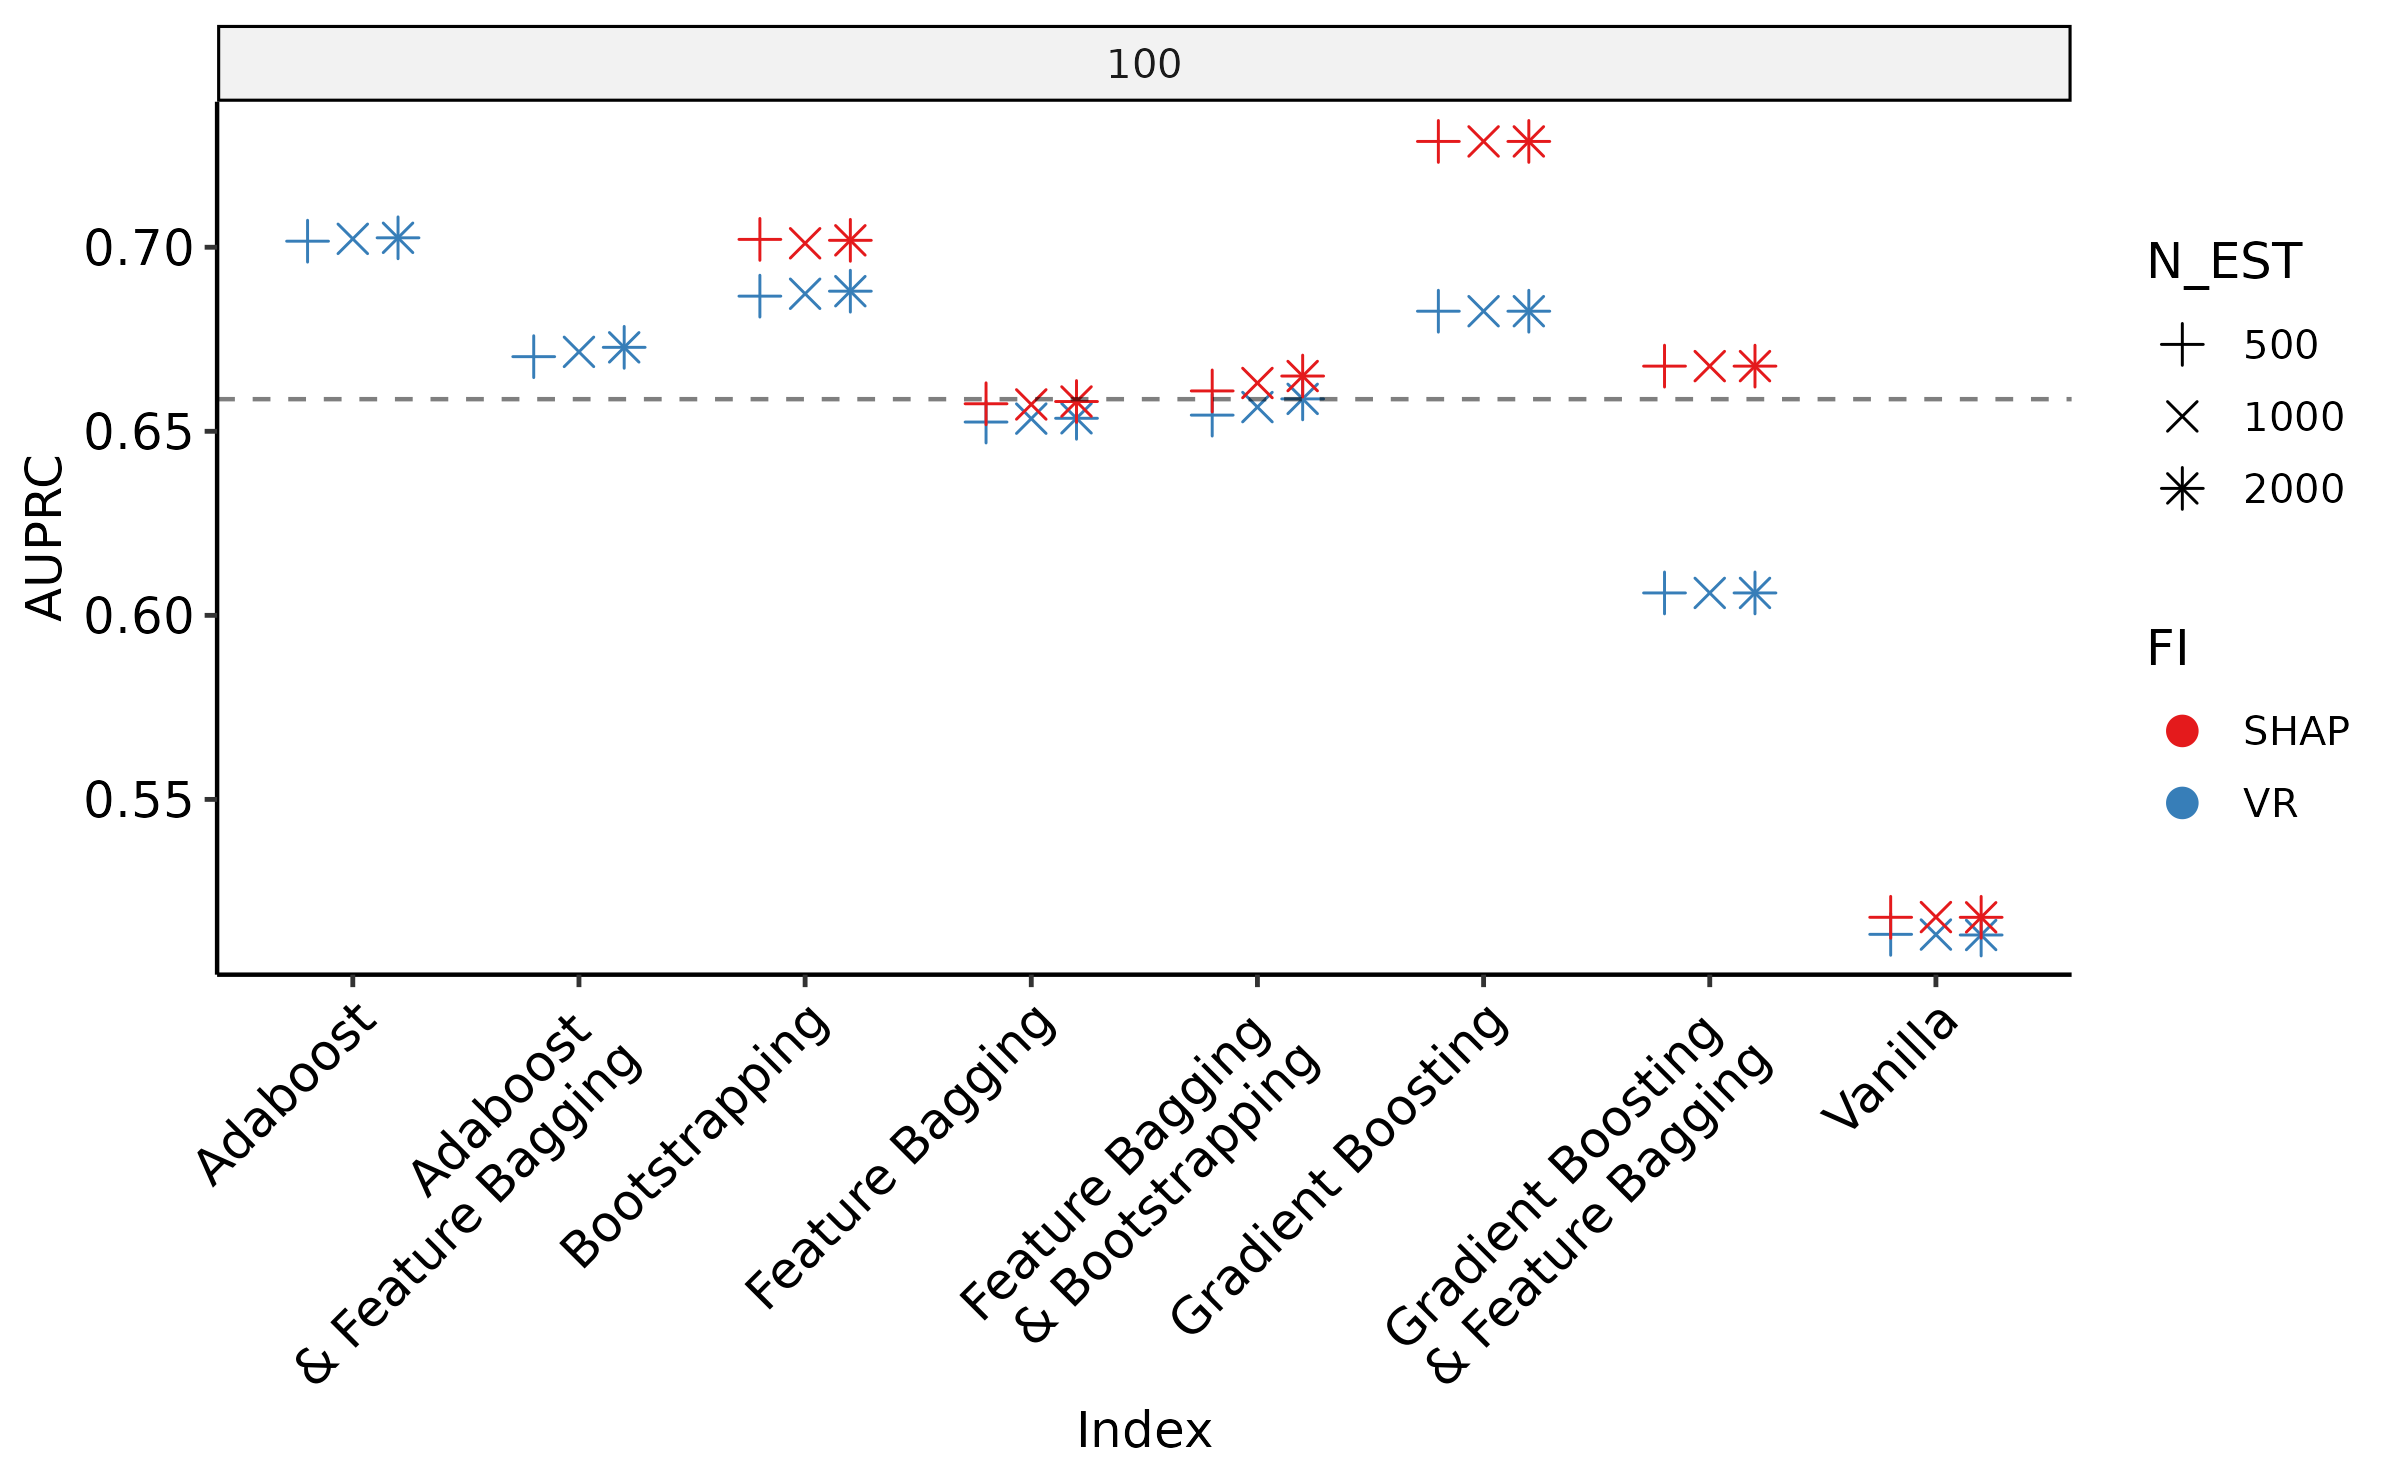 100
AUPRC
0.70
0.65
0.60
0.55
Adaboost
Adaboost
& Feature Bagging
Bootstrapping
Feature Bagging
Feature Bagging
& Bootstrapping
Gradient Boosting
Gradient Boosting
& Feature Bagging
Vanilla
Index
N_EST
500
1000
2000
FI
SHAP
VR